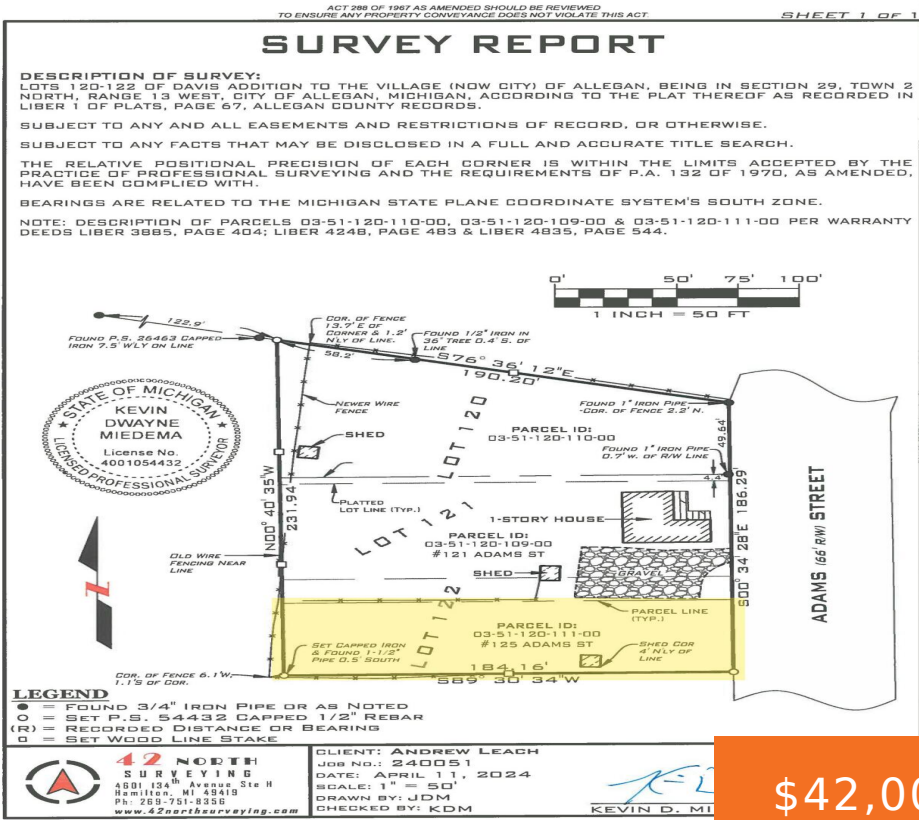 ACT 288 OF 1967 AS AMENDED SHOULD BE REVIEWED
TO ENSURE ANY PROPERTY CONVEYANCE DOES NOT VIOLATE THIS ACT.
SHEET 1 OF 1
SURVEY REPORT
DESCRIPTION OF SURVEY:
LOTS 120-122 OF DAVIS ADDITION TO THE VILLAGE (NOW CITY) OF ALLEGAN, BEING IN SECTION 29, TOWN 2
NORTH, RANGE 13 WEST, CITY OF ALLEGAN, MICHIGAN, ACCORDING TO THE PLAT THEREOF AS RECORDED IN
LIBER 1 OF PLATS, PAGE 67, ALLEGAN COUNTY RECORDS.
SUBJECT TO ANY AND ALL EASEMENTS AND RESTRICTIONS OF RECORD, OR OTHERWISE.
SUBJECT TO ANY FACTS THAT MAY BE DISCLOSED IN A FULL AND ACCURATE TITLE SEARCH.
THE RELATIVE POSITIONAL PRECISION OF EACH CORNER IS WITHIN THE LIMITS ACCEPTED BY THE
PRACTICE OF PROFESSIONAL SURVEYING AND THE REQUIREMENTS OF P.A. 132 OF 1970, AS AMENDED,
HAVE BEEN COMPLIED WITH.
BEARINGS ARE RELATED TO THE MICHIGAN STATE PLANE COORDINATE SYSTEM'S SOUTH ZONE.
NOTE: DESCRIPTION OF PARCELS 03-51-120-110-00, 03-51-120-109-00 & 03-51-120-111-00 PER WARRANTY
DEEDS LIBER 3885, PAGE 404; LIBER 4248, PAGE 483 & LIBER 4835, PAGE 544.
0' 50' 75' 100'
1 INCH = 50 FT
122.9'
FOUND P.S. 26463 CAPPED
IRON 7.5' W'LY ON LINE
COR. OF FENCE
13.7' E OF
CORNER & 1.2'
N'LY OF LINE.
58.2'
FOUND 1/2" IRON IN
36" TREE 0.4' S. OF
LINE
S76° 36' 12"E
190.20'
STATE OF MICHIGAN
KEVIN
DWAYNE
MIEDEMA
License No.
4001054432
LICENSED PROFESSIONAL SURVEYOR
NEWER WIRE
FENCE
SHED
LOT 120
PARCEL ID:
03-51-120-110-00
FOUND 1" IRON PIPE
-COR. OF FENCE 2.2' N.
49.64'
FOUND 1" IRON PIPE
0.7' W. OF R/W LINE
4.4'
N00° 40' 35"W
231.94'
PLATTED
LOT LINE (TYP.)
LOT 121
1-STORY HOUSE
PARCEL ID:
03-51-120-109-00
#121 ADAMS ST
S00° 34' 28"E 186.29'
ADAMS (66' R/W) STREET
OLD WIRE
FENCING NEAR
LINE
SHED
GRAVEL
LOT 122
PARCEL LINE
(TYP.)
PARCEL ID:
03-51-120-111-00
#125 ADAMS ST
SET CAPPED IRON
& FOUND 1-1/2"
PIPE 0.5' SOUTH
SHED COR
4' N'LY OF
LINE
184.16'
S89° 30' 34"W
COR. OF FENCE 6.1'W,
1.1'S OF COR.
LEGEND
● = FOUND 3/4" IRON PIPE OR AS NOTED
○ = SET P.S. 54432 CAPPED 1/2" REBAR
(R) = RECORDED DISTANCE OR BEARING
□ = SET WOOD LINE STAKE
42 NORTH
SURVEYING
4601 134th Avenue Ste H
Hamilton, MI 49419
Ph: 269-751-8356
www.42northsurveying.com
CLIENT: ANDREW LEACH
JOB NO.: 240051
DATE: APRIL 11, 2024
SCALE: 1" = 50'
DRAWN BY: JDM
CHECKED BY: KDM
KEVIN D. MI
$42,00